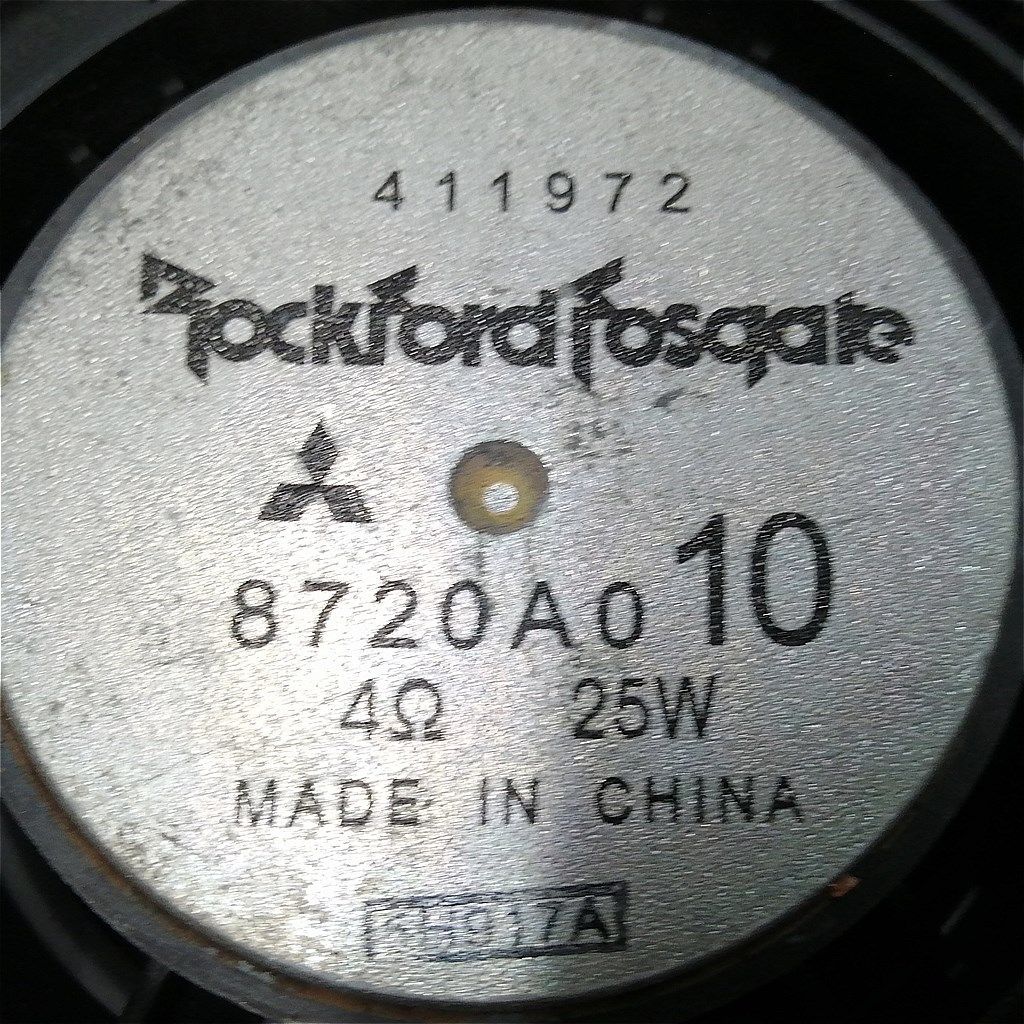 411972
Rockford Fosgate
8720A010
4Ω 25W
MADE IN CHINA